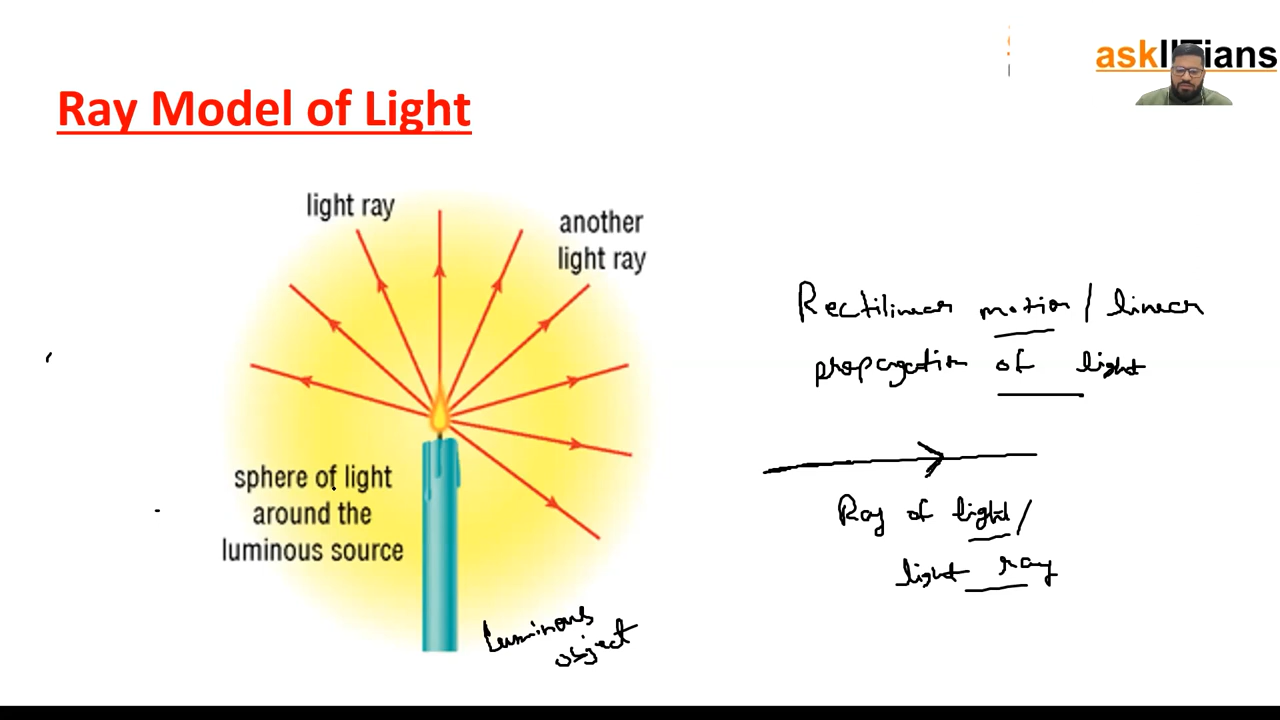 Ray Model of Light
light ray
another
light ray
sphere of light
around the
luminous source
Luminous
object
Rectilinear motion / linear
propagation of light
Ray of light /
light ray